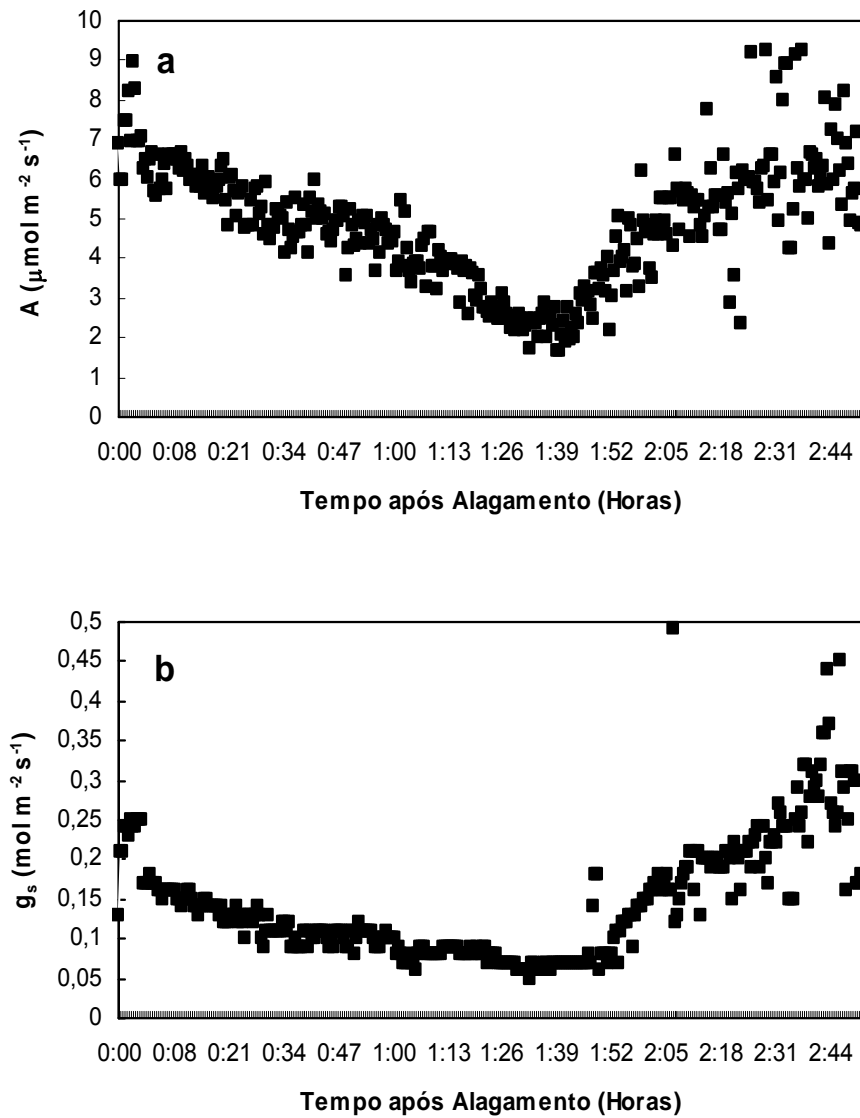 10
9
8
7
6
5
4
3
2
1
0
a
A (μmol m -2 s-1)
0:00 0:08 0:21 0:34 0:47 1:00 1:13 1:26 1:39 1:52 2:05 2:18 2:31 2:44
Tempo após Alagamento (Horas)
0,5
0,45
0,4
0,35
0,3
0,25
0,2
0,15
0,1
0,05
0
b
gs (mol m -2 s-1)
0:00 0:08 0:21 0:34 0:47 1:00 1:13 1:26 1:39 1:52 2:05 2:18 2:31 2:44
Tempo após Alagamento (Horas)